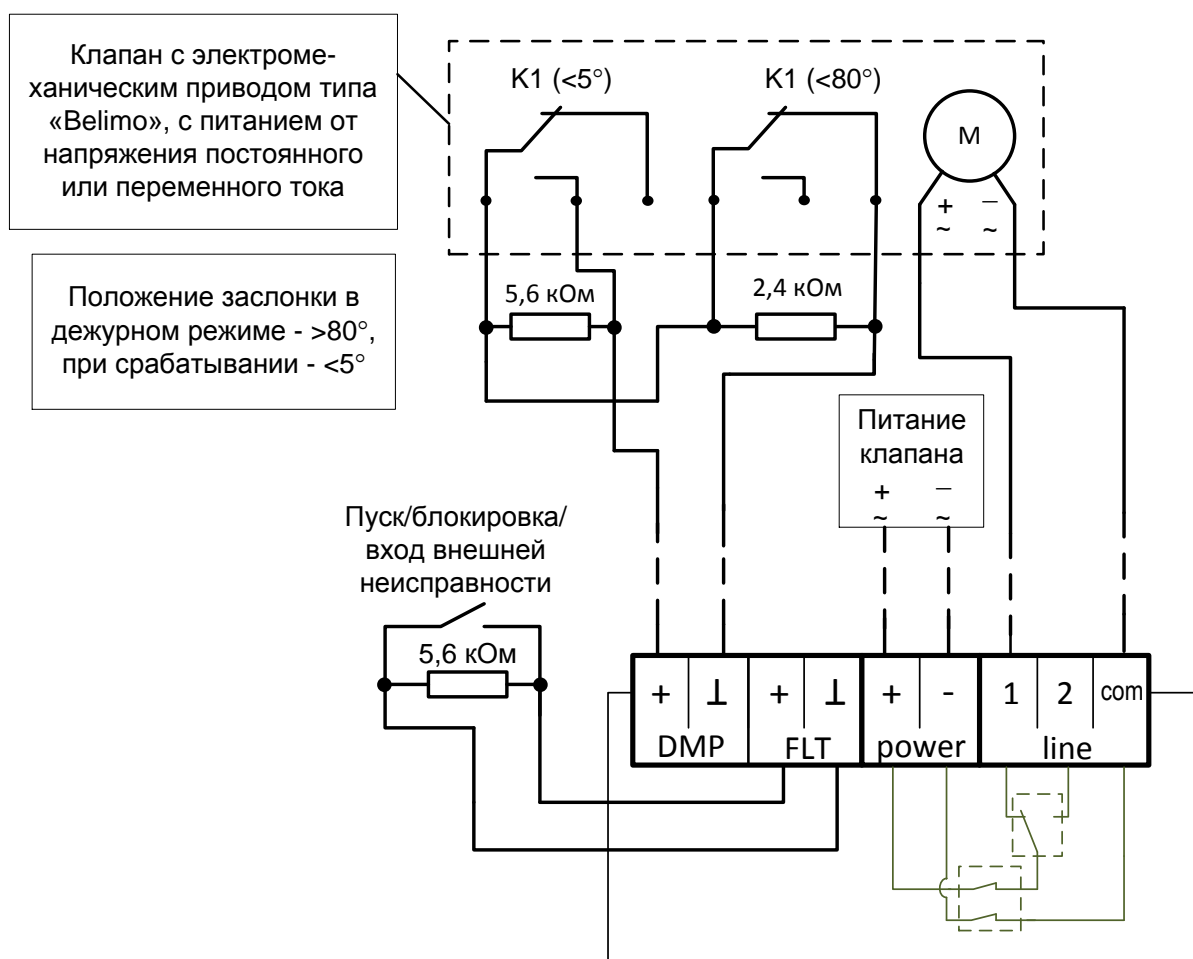 Клапан с электроме-
ханическим приводом типа
«Belimo», с питанием от
напряжения постоянного
или переменного тока
K1 (<5°)
K1 (<80°)
M
+ –
~ ~
Положение заслонки в
дежурном режиме - >80°,
при срабатывании - <5°
5,6 кОм
2,4 кОм
Питание
клапана
+ –
~ ~
Пуск/блокировка/
вход внешней
неисправности
5,6 кОм
+ ⊥ + ⊥ + - 1 2 com
DMP FLT power line